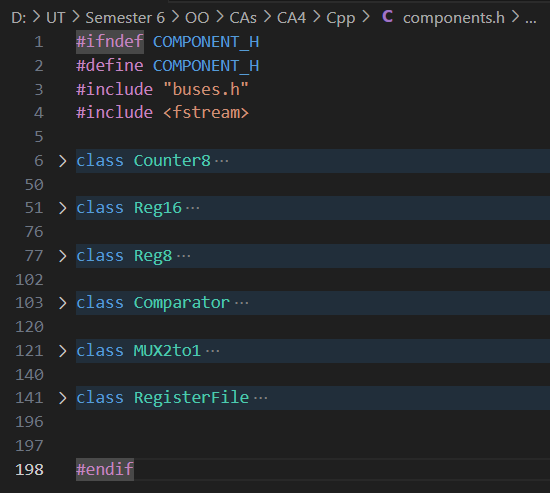 D: > UT > Semester 6 > OO > CAs > CA4 > Cpp > C components.h > ...
1 #ifndef COMPONENT_H
2 #define COMPONENT_H
3 #include "buses.h"
4 #include <fstream>
5
6 > class Counter8 ···
50
51 > class Reg16 ···
76
77 > class Reg8 ···
102
103 > class Comparator ···
120
121 > class MUX2to1 ···
140
141 > class RegisterFile ···
196
197
198 #endif